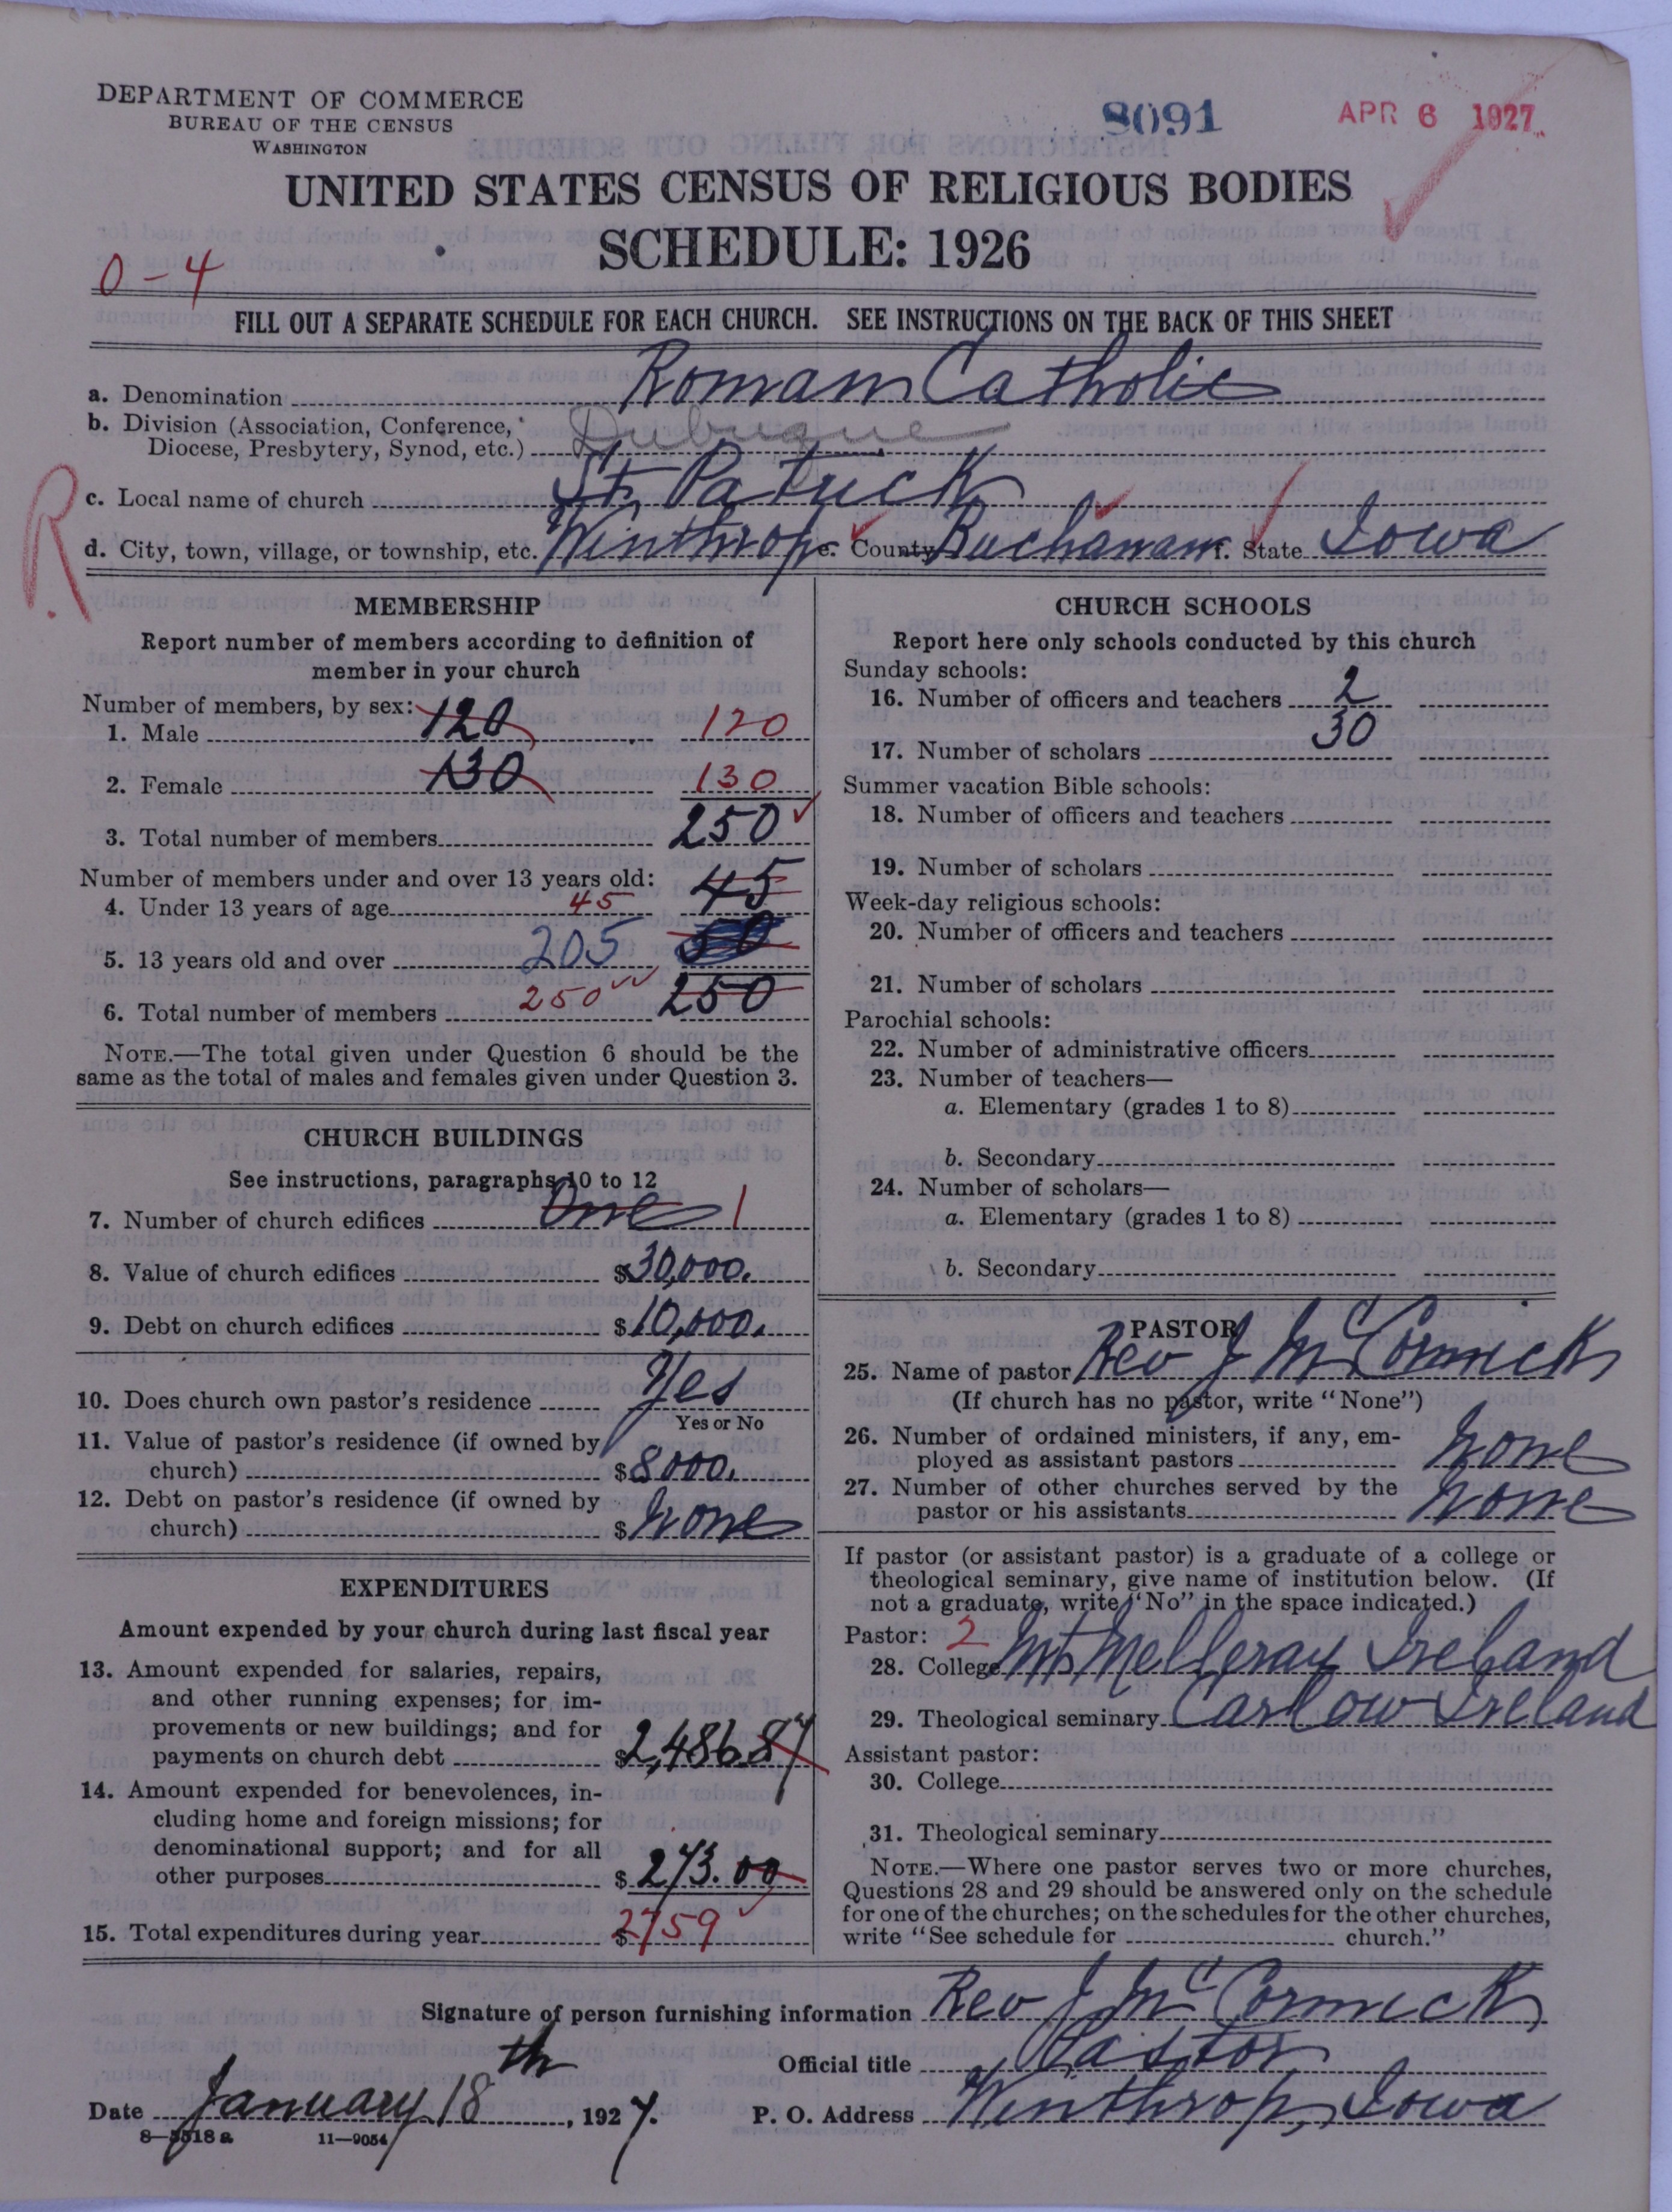 DEPARTMENT OF COMMERCE
BUREAU OF THE CENSUS
WASHINGTON
8091
APR 6 1927
UNITED STATES CENSUS OF RELIGIOUS BODIES
SCHEDULE: 1926
0-4
FILL OUT A SEPARATE SCHEDULE FOR EACH CHURCH. SEE INSTRUCTIONS ON THE BACK OF THIS SHEET
a. Denomination Roman Catholic
b. Division (Association, Conference,
Diocese, Presbytery, Synod, etc.) Dubuque
R
c. Local name of church St. Patrick
d. City, town, village, or township, etc. Winthrop e. County Buchanan f. State Iowa
MEMBERSHIP
Report number of members according to definition of
member in your church
Number of members, by sex:
1. Male 120 120
2. Female 130 130
3. Total number of members 250
Number of members under and over 13 years old:
4. Under 13 years of age 45 45
5. 13 years old and over 205
6. Total number of members 250 250
NOTE.—The total given under Question 6 should be the
same as the total of males and females given under Question 3.
CHURCH BUILDINGS
See instructions, paragraphs 10 to 12
7. Number of church edifices One 1
8. Value of church edifices $30,000.
9. Debt on church edifices $10,000.
10. Does church own pastor's residence Yes
Yes or No
11. Value of pastor's residence (if owned by
church) $8000.
12. Debt on pastor's residence (if owned by
church) $None
EXPENDITURES
Amount expended by your church during last fiscal year
13. Amount expended for salaries, repairs,
and other running expenses; for im-
provements or new buildings; and for
payments on church debt $2,486.87
14. Amount expended for benevolences, in-
cluding home and foreign missions; for
denominational support; and for all
other purposes $273.00
15. Total expenditures during year $2759
CHURCH SCHOOLS
Report here only schools conducted by this church
Sunday schools:
16. Number of officers and teachers 2
17. Number of scholars 30
Summer vacation Bible schools:
18. Number of officers and teachers
19. Number of scholars
Week-day religious schools:
20. Number of officers and teachers
21. Number of scholars
Parochial schools:
22. Number of administrative officers
23. Number of teachers—
a. Elementary (grades 1 to 8)
b. Secondary
24. Number of scholars—
a. Elementary (grades 1 to 8)
b. Secondary
PASTOR
25. Name of pastor Rev J McCormick
(If church has no pastor, write "None")
26. Number of ordained ministers, if any, em-
ployed as assistant pastors None
27. Number of other churches served by the
pastor or his assistants None
If pastor (or assistant pastor) is a graduate of a college or
theological seminary, give name of institution below. (If
not a graduate, write "No" in the space indicated.)
Pastor: 2
28. College Mt Melleray Ireland
29. Theological seminary Carlow Ireland
Assistant pastor:
30. College
31. Theological seminary
NOTE.—Where one pastor serves two or more churches,
Questions 28 and 29 should be answered only on the schedule
for one of the churches; on the schedules for the other churches,
write "See schedule for church."
Signature of person furnishing information Rev J McCormick
Official title Pastor
Date January 18th, 1927. P. O. Address Winthrop, Iowa
8-5518a 11—9054